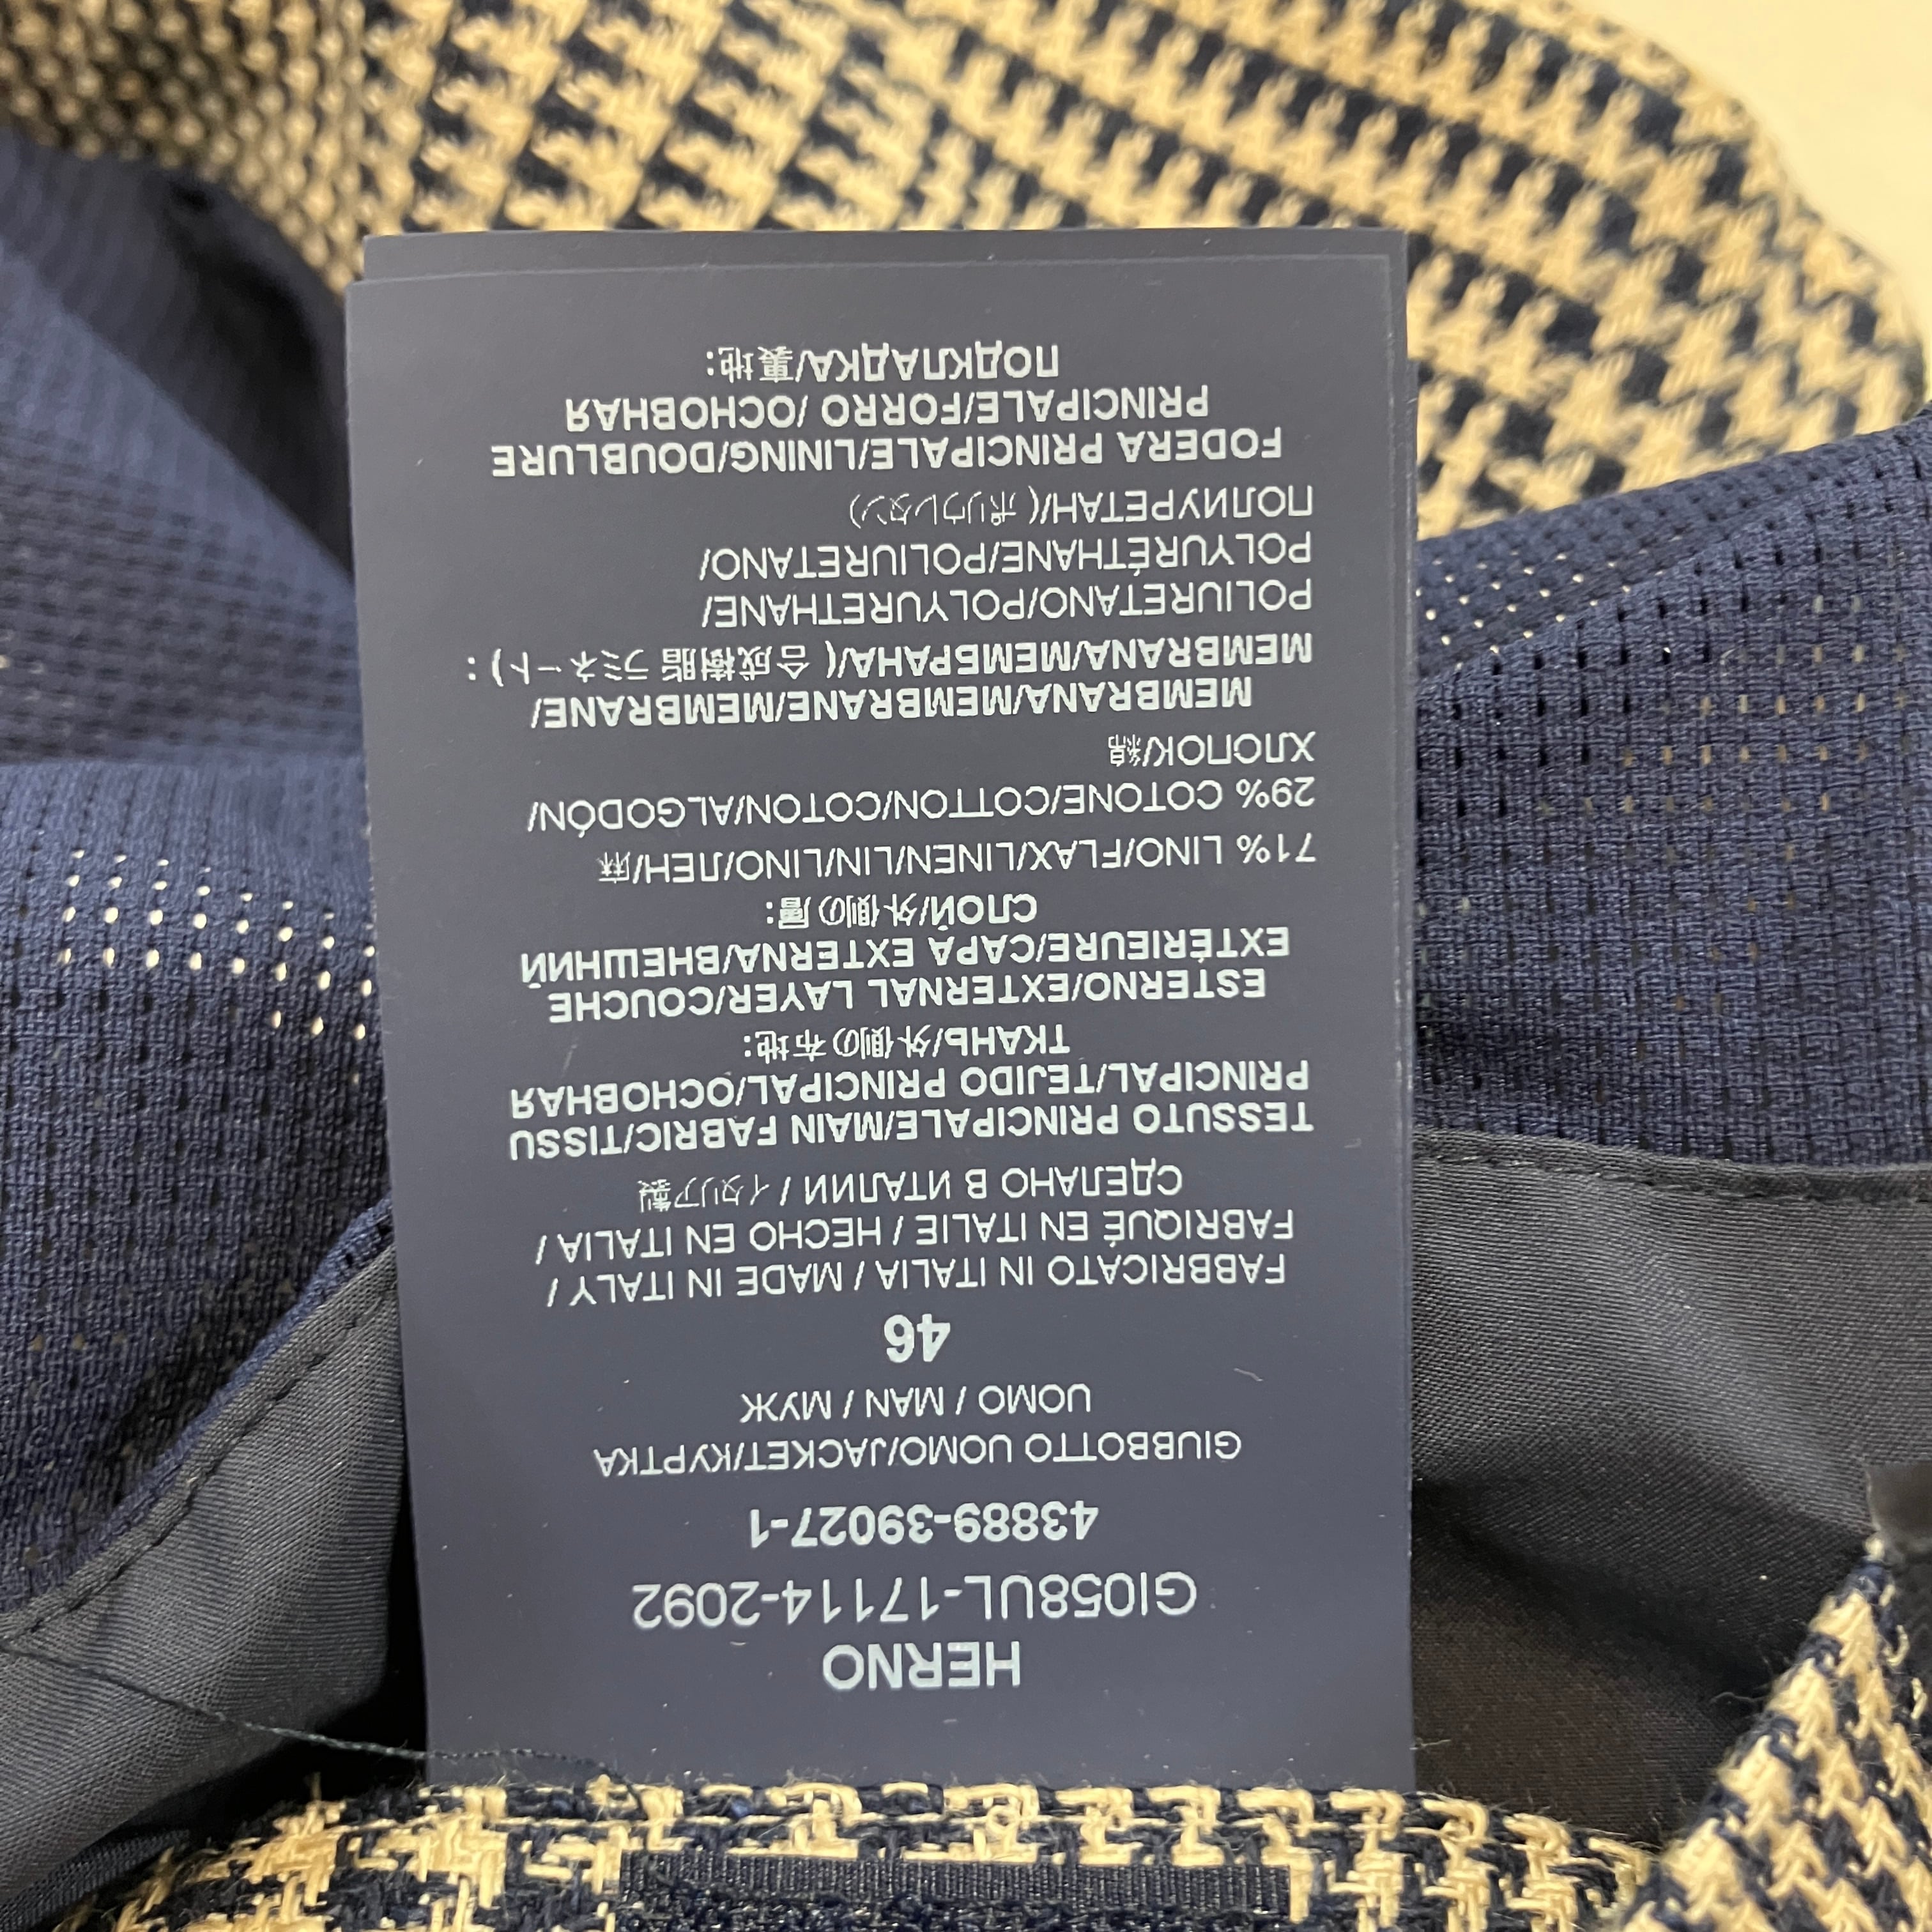 HERNO
GI058UL-17114-2092
43889-39027-1
GIUBBOTTO UOMO/JACKET/КУРТКА
UOMO / MAN / МУЖ
46
FABBRICATO IN ITALIA / MADE IN ITALY /
FABRIQUÉ EN ITALIE / HECHO EN ITALIA /
СДЕЛАНО В ИТАЛИИ / イタリア製
TESSUTO PRINCIPALE/MAIN FABRIC/TISSU
PRINCIPAL/TEJIDO PRINCIPAL/ОСНОВНАЯ
ТКАНЬ/外側の布地:
ESTERNO/EXTERNAL LAYER/COUCHE
EXTÉRIEURE/CAPA EXTERNA/ВНЕШНИЙ
СЛОЙ/外側の層:
71% LINO/FLAX/LINEN/LIN/LINO/ЛЕН/麻
29% COTONE/COTTON/COTON/ALGODÓN/
ХЛОПОК/綿
MEMBRANA/MEMBRANE/MEMBRANE/
MEMBRANA/МЕМБРАНА/( 合成樹脂 ラミネート) :
POLIURETANO/POLYURETHANE/
POLYURÉTHANE/POLIURETANO/
ПОЛИУРЕТАН/( ポリウレタン)
FODERA PRINCIPALE/LINING/DOUBLURE
PRINCIPALE/FORRO /ОСНОВНАЯ
ПОДКЛАДКА/裏地: